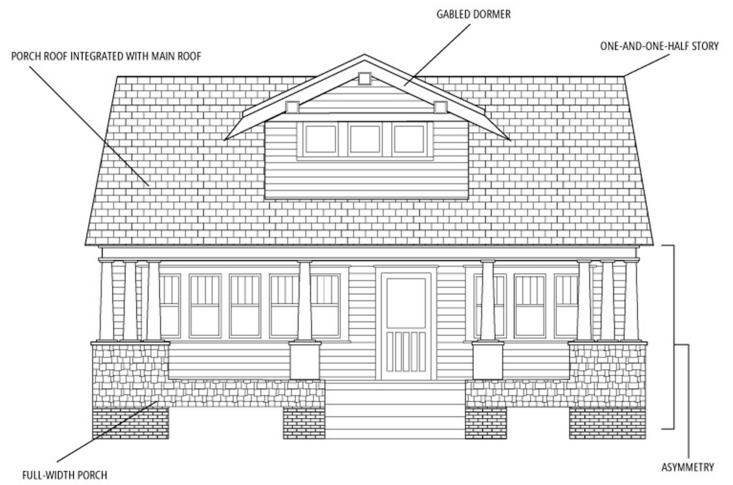 GABLED DORMER
ONE-AND-ONE-HALF STORY
PORCH ROOF INTEGRATED WITH MAIN ROOF
FULL-WIDTH PORCH
ASYMMETRY